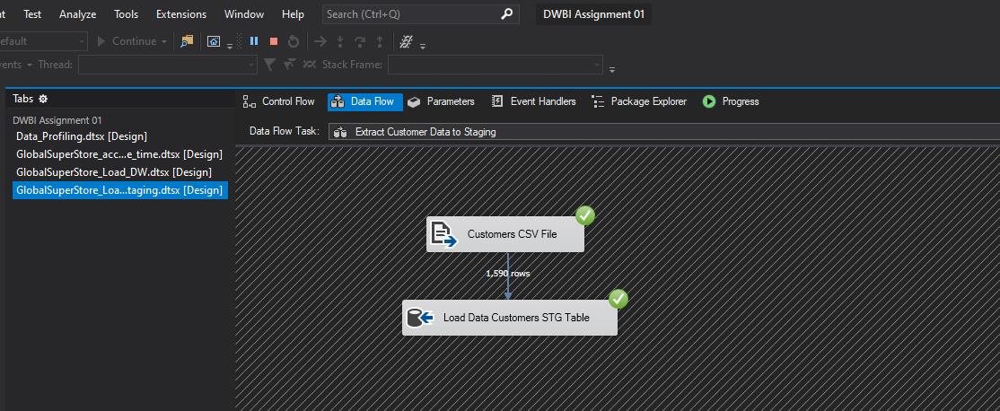 Test Analyze Tools Extensions Window Help Search (Ctrl+Q) DWBI Assignment 01
efault Continue
ents Thread: Stack Frame:
Tabs
DWBI Assignment 01
Data_Profiling.dtsx [Design]
GlobalSuperStore_acc...e_time.dtsx [Design]
GlobalSuperStore_Load_DW.dtsx [Design]
GlobalSuperStore_Loa...taging.dtsx [Design]
Control Flow Data Flow Parameters Event Handlers Package Explorer Progress
Data Flow Task: Extract Customer Data to Staging
Customers CSV File
1,590 rows
Load Data Customers STG Table